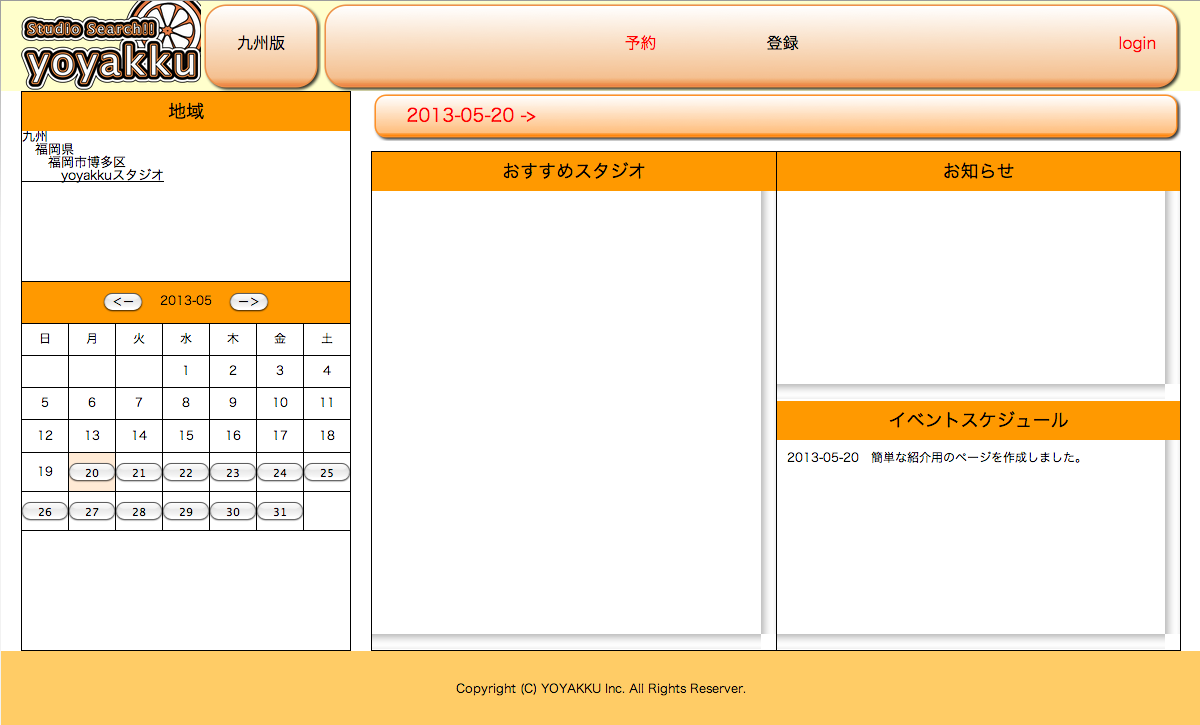 Studio Search!!
yoyakku
九州版
予約
登録
login
地域
九州
福岡県
福岡市博多区
yoyakkuスタジオ
<-
2013-05
->
日 月 火 水 木 金 土
1 2 3 4
5 6 7 8 9 10 11
12 13 14 15 16 17 18
19 20 21 22 23 24 25
26 27 28 29 30 31
2013-05-20 ->
おすすめスタジオ
お知らせ
イベントスケジュール
2013-05-20　簡単な紹介用のページを作成しました。
Copyright (C) YOYAKKU Inc. All Rights Reserver.